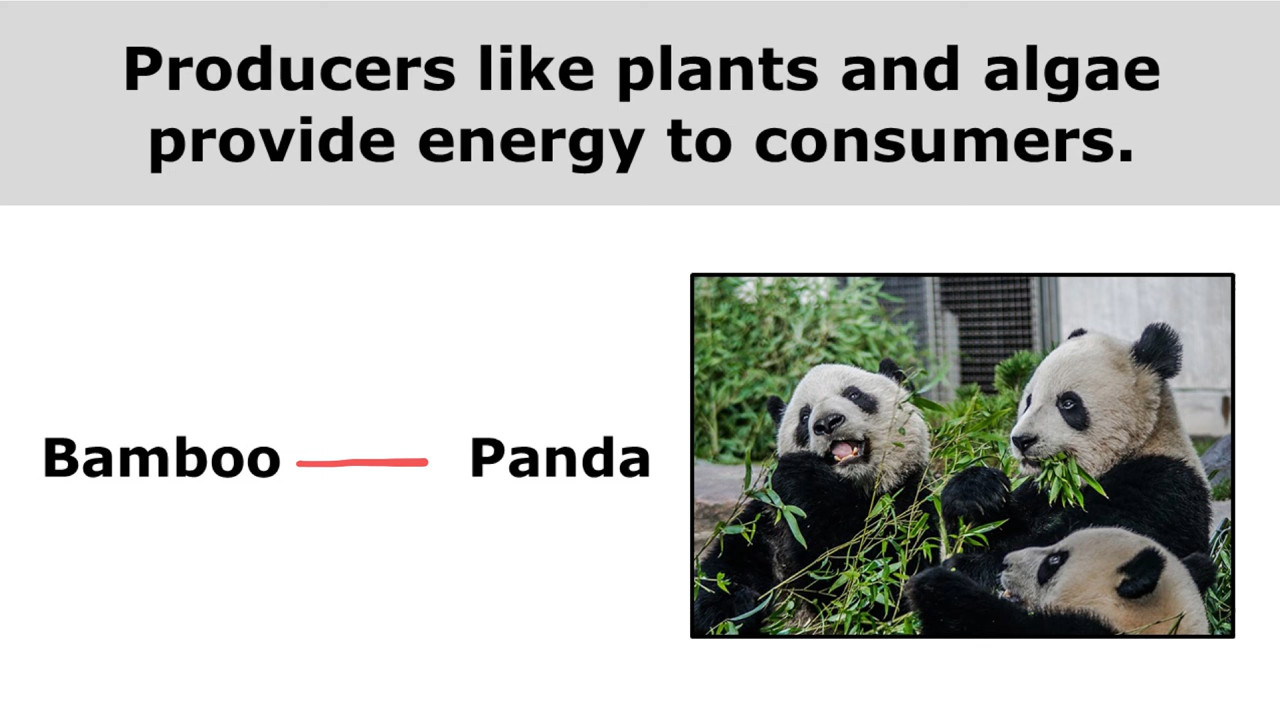 Producers like plants and algae
provide energy to consumers.
Bamboo Panda